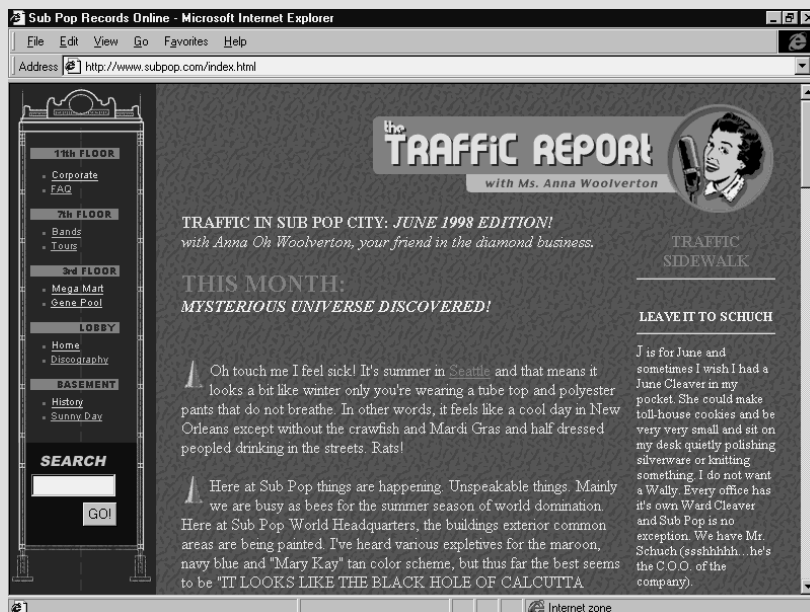 Sub Pop Records Online - Microsoft Internet Explorer
File Edit View Go Favorites Help
Address http://www.subpop.com/index.html
11th FLOOR
Corporate
FAQ
7th FLOOR
Bands
Tours
3rd FLOOR
Mega Mart
Gene Pool
LOBBY
Home
Discography
BASEMENT
History
Sunny Day
SEARCH
GO!
the
TRAFFiC REPORt
with Ms. Anna Woolverton
TRAFFIC IN SUB POP CITY: JUNE 1998 EDITION!
with Anna Oh Woolverton, your friend in the diamond business.
THIS MONTH:
MYSTERIOUS UNIVERSE DISCOVERED!
Oh touch me I feel sick! It's summer in Seattle and that means it
looks a bit like winter only you're wearing a tube top and polyester
pants that do not breathe. In other words, it feels like a cool day in New
Orleans except without the crawfish and Mardi Gras and half dressed
peopled drinking in the streets. Rats!
Here at Sub Pop things are happening. Unspeakable things. Mainly
we are busy as bees for the summer season of world domination.
Here at Sub Pop World Headquarters, the buildings exterior common
areas are being painted. I've heard various expletives for the maroon,
navy blue and "Mary Kay" tan color scheme, but thus far the best seems
to be "IT LOOKS LIKE THE BLACK HOLE OF CALCUTTA
TRAFFIC
SIDEWALK
LEAVE IT TO SCHUCH
J is for June and
sometimes I wish I had a
June Cleaver in my
pocket. She could make
toll-house cookies and be
very very small and sit on
my desk quietly polishing
silverware or knitting
something. I do not want
a Wally. Every office has
it's own Ward Cleaver
and Sub Pop is no
exception. We have Mr.
Schuch (sssshhhh...he's
the C.O.O. of the
company).
Internet zone